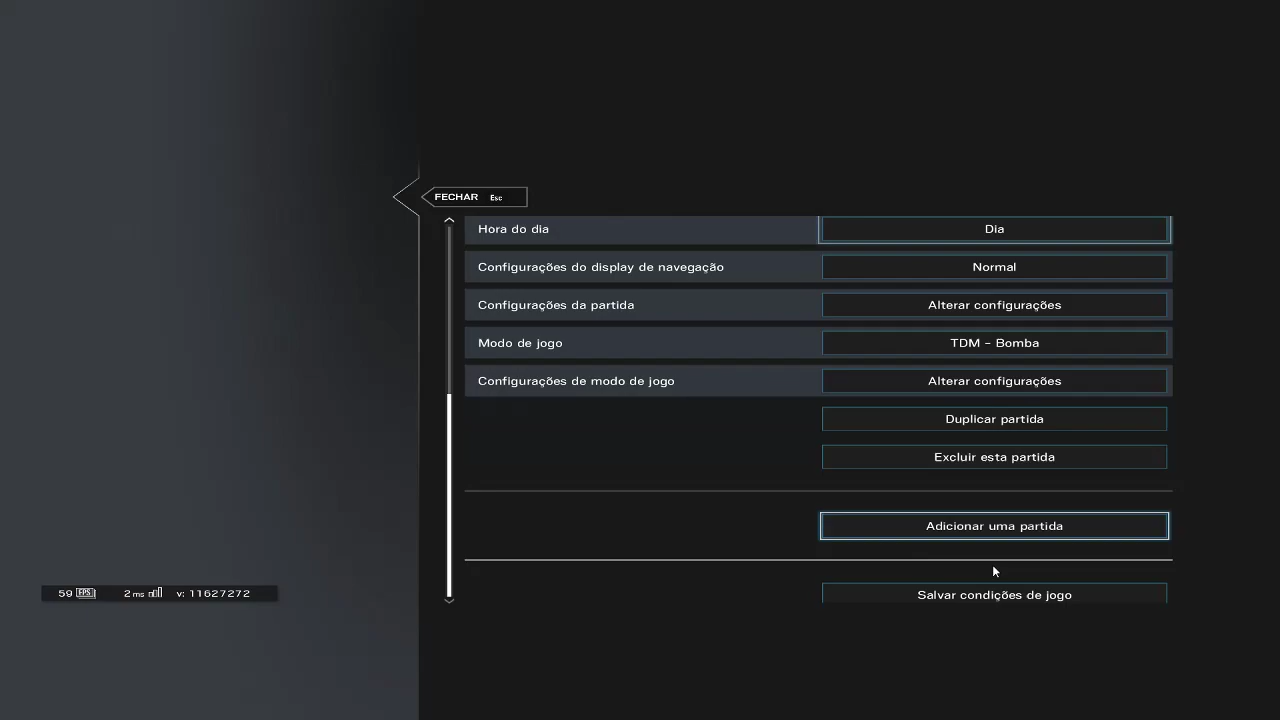 FECHAR Esc
Hora do dia Dia
Configurações do display de navegação Normal
Configurações da partida Alterar configurações
Modo de jogo TDM - Bomba
Configurações de modo de jogo Alterar configurações
Duplicar partida
Excluir esta partida
Adicionar uma partida
Salvar condições de jogo
59 FPS 2 ms v: 11627272